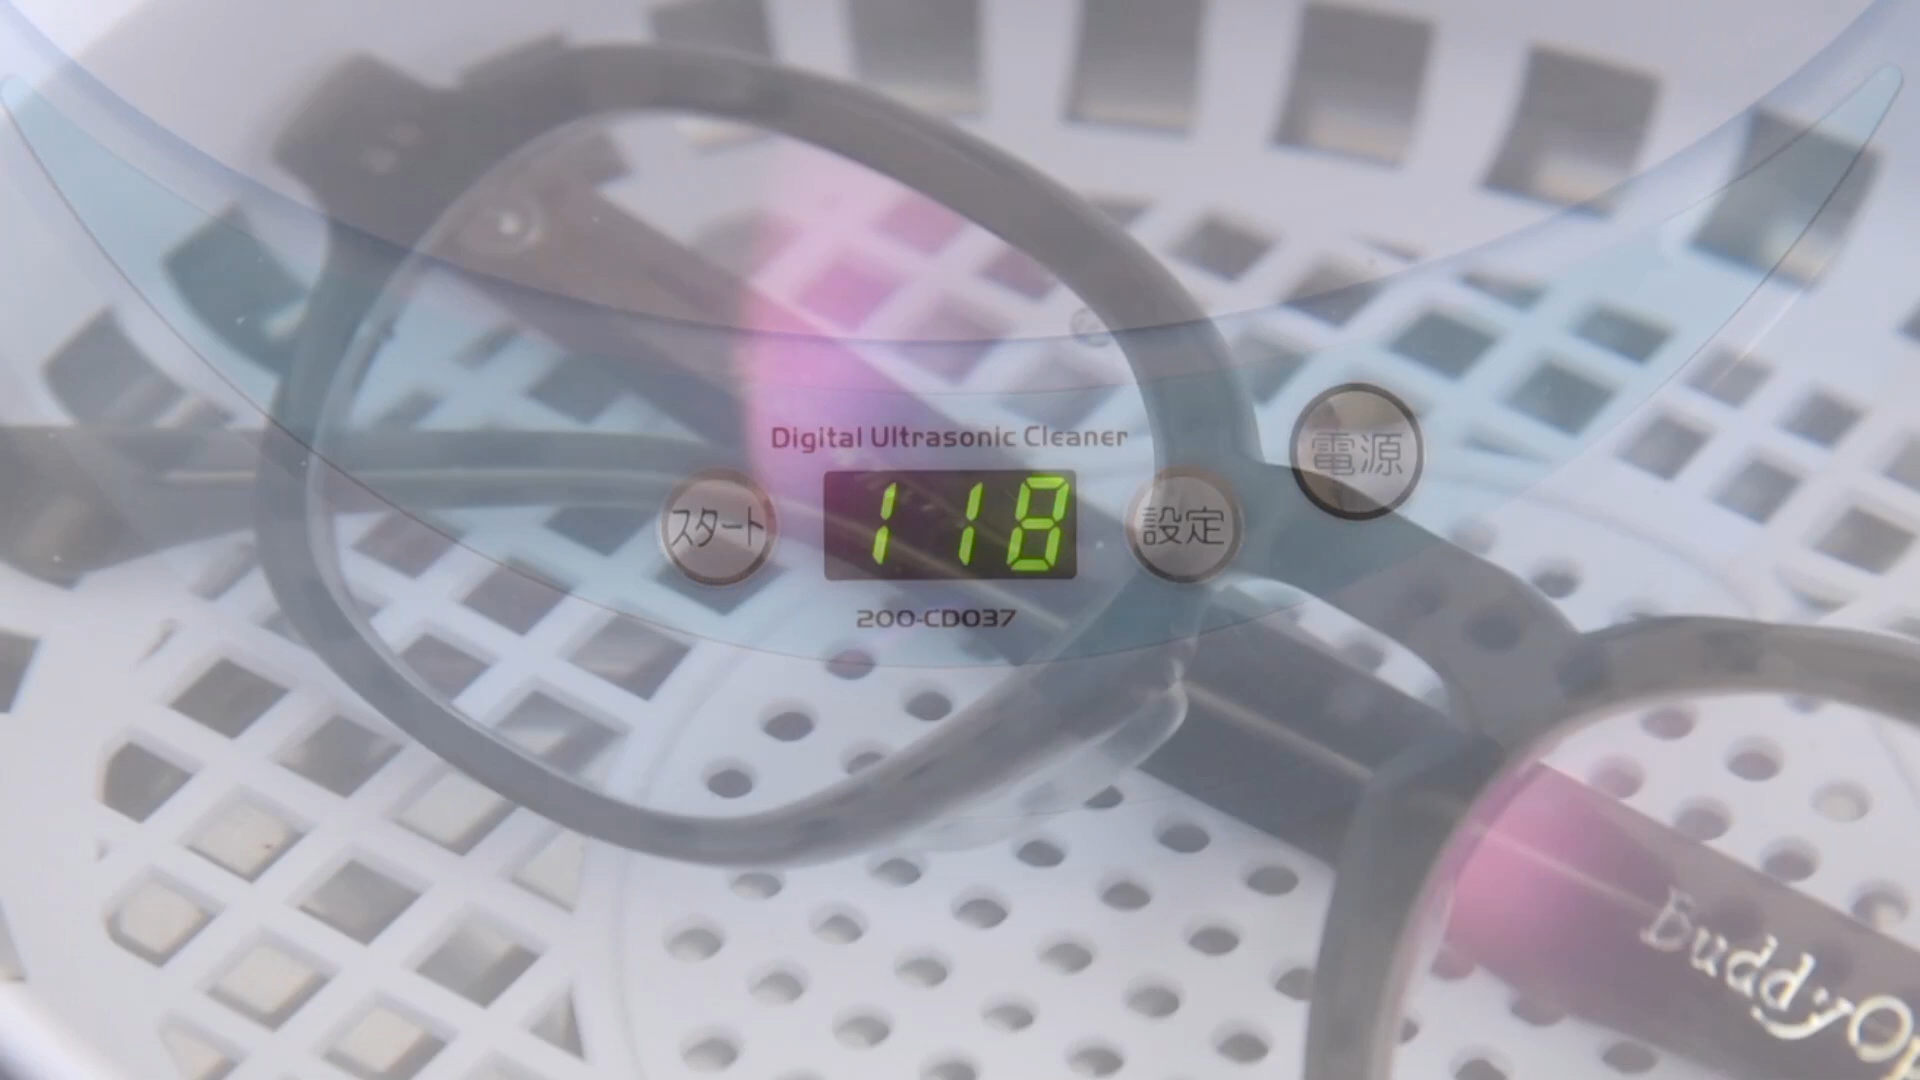 Digital Ultrasonic Cleaner
電源
スタート
118
設定
200-CD037
BuddyOp